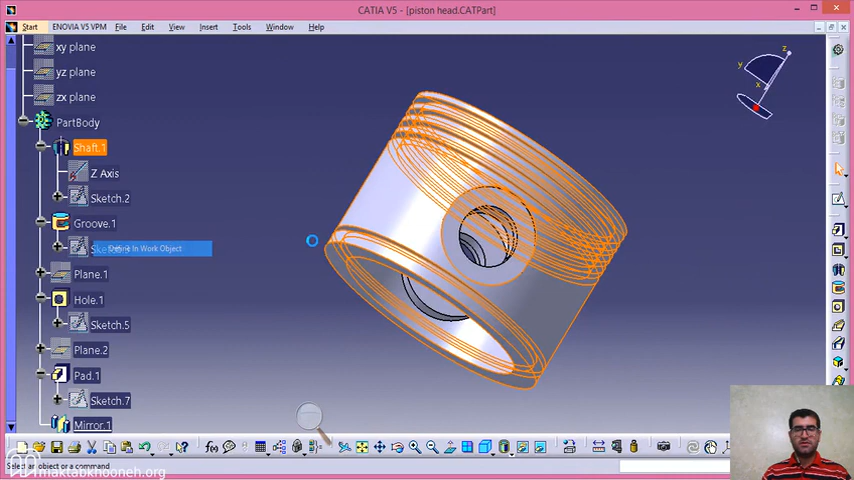 CATIA V5 - [piston head.CATPart]
Start ENOVIA V5 VPM File Edit View Insert Tools Window Help
xy plane
yz plane
zx plane
PartBody
Shaft.1
Z Axis
Sketch.2
Groove.1
Define In Work Object
Plane.1
Hole.1
Sketch.5
Plane.2
Pad.1
Sketch.7
Mirror.1
z
y
x
Select an object or a command
maktabkhooneh.org